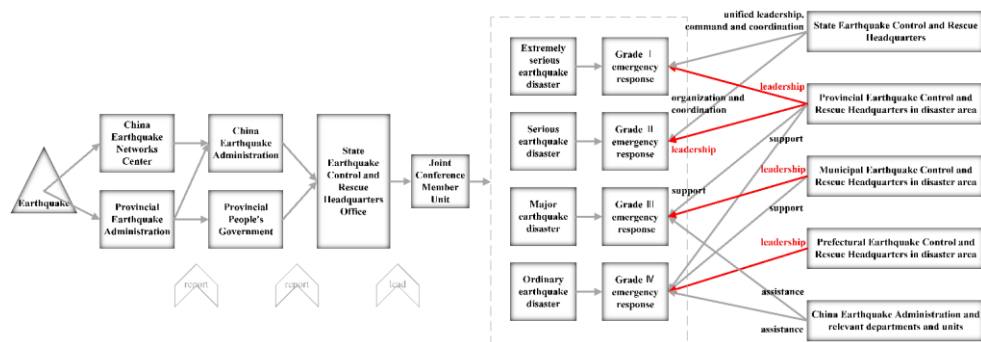 Earthquake
China
Earthquake
Networks
Center
Provincial
Earthquake
Administration
China
Earthquake
Administration
Provincial
People's
Government
State
Earthquake
Control and
Rescue
Headquarters
Office
Joint
Conference
Member
Unit
report
report
lead
Extremely
serious
earthquake
disaster
Grade Ⅰ
emergency
response
Serious
earthquake
disaster
Grade Ⅱ
emergency
response
Major
earthquake
disaster
Grade Ⅲ
emergency
response
Ordinary
earthquake
disaster
Grade Ⅳ
emergency
response
unified leadership,
command and coordination
organization and
coordination
leadership
leadership
support
leadership
support
support
leadership
assistance
assistance
State Earthquake Control and Rescue
Headquarters
Provincial Earthquake Control and
Rescue Headquarters in disaster area
Municipal Earthquake Control and
Rescue Headquarters in disaster area
Prefectural Earthquake Control and
Rescue Headquarters in disaster area
China Earthquake Administration and
relevant departments and units